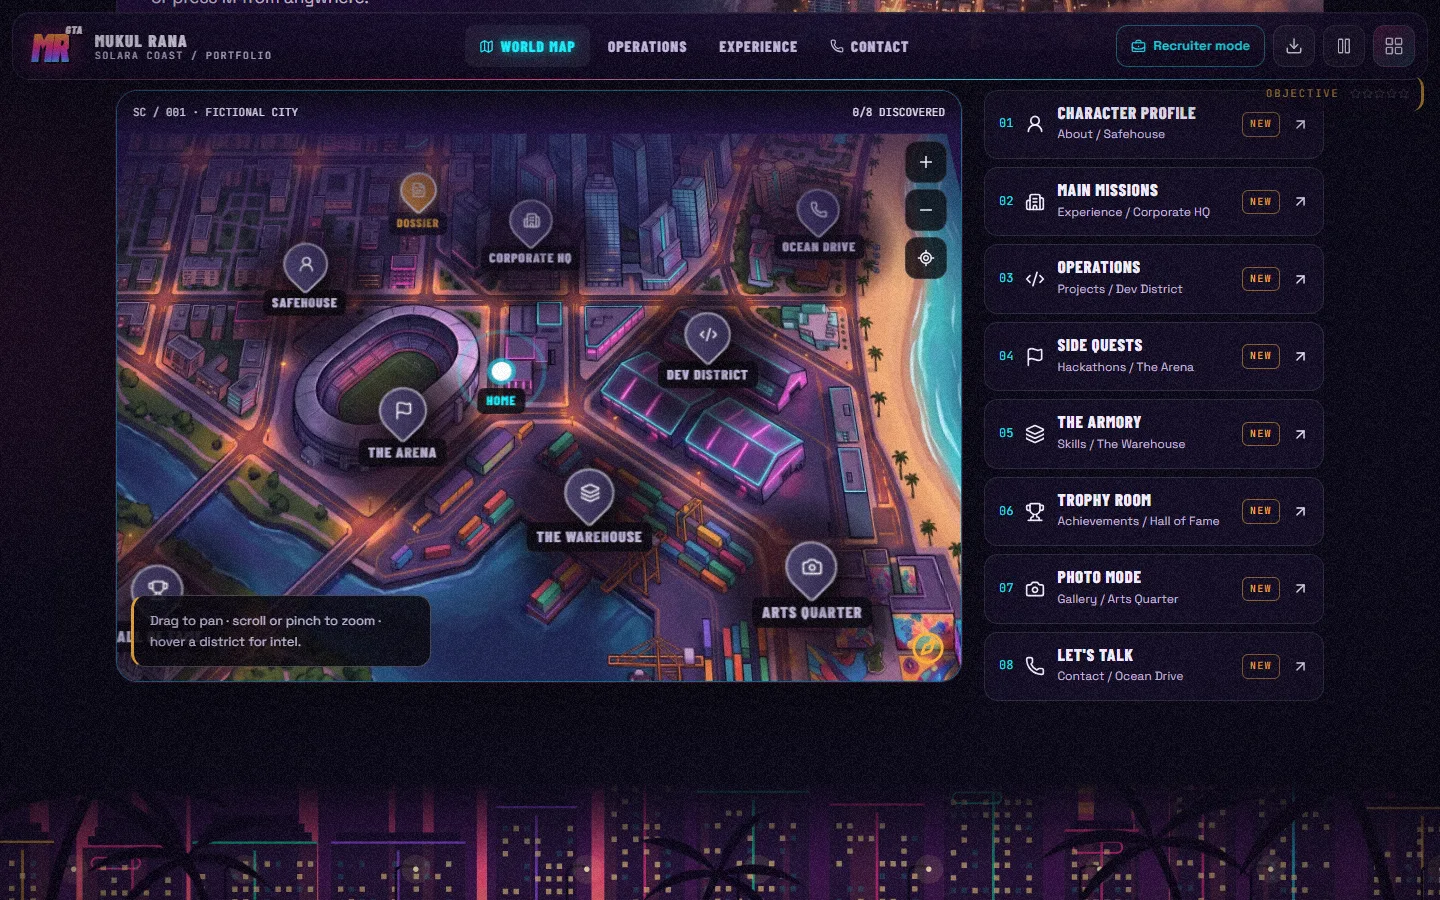 or press M from anywhere.
MR GTA
MUKUL RANA
SOLARA COAST / PORTFOLIO
WORLD MAP
OPERATIONS
EXPERIENCE
CONTACT
Recruiter mode
OBJECTIVE
SC / 001 · FICTIONAL CITY
0/8 DISCOVERED
DOSSIER
CORPORATE HQ
OCEAN DRIVE
SAFEHOUSE
DEV DISTRICT
HOME
THE ARENA
THE WAREHOUSE
ARTS QUARTER
Drag to pan · scroll or pinch to zoom ·
hover a district for intel.
01 CHARACTER PROFILE NEW
About / Safehouse
02 MAIN MISSIONS NEW
Experience / Corporate HQ
03 OPERATIONS NEW
Projects / Dev District
04 SIDE QUESTS NEW
Hackathons / The Arena
05 THE ARMORY NEW
Skills / The Warehouse
06 TROPHY ROOM NEW
Achievements / Hall of Fame
07 PHOTO MODE NEW
Gallery / Arts Quarter
08 LET'S TALK NEW
Contact / Ocean Drive